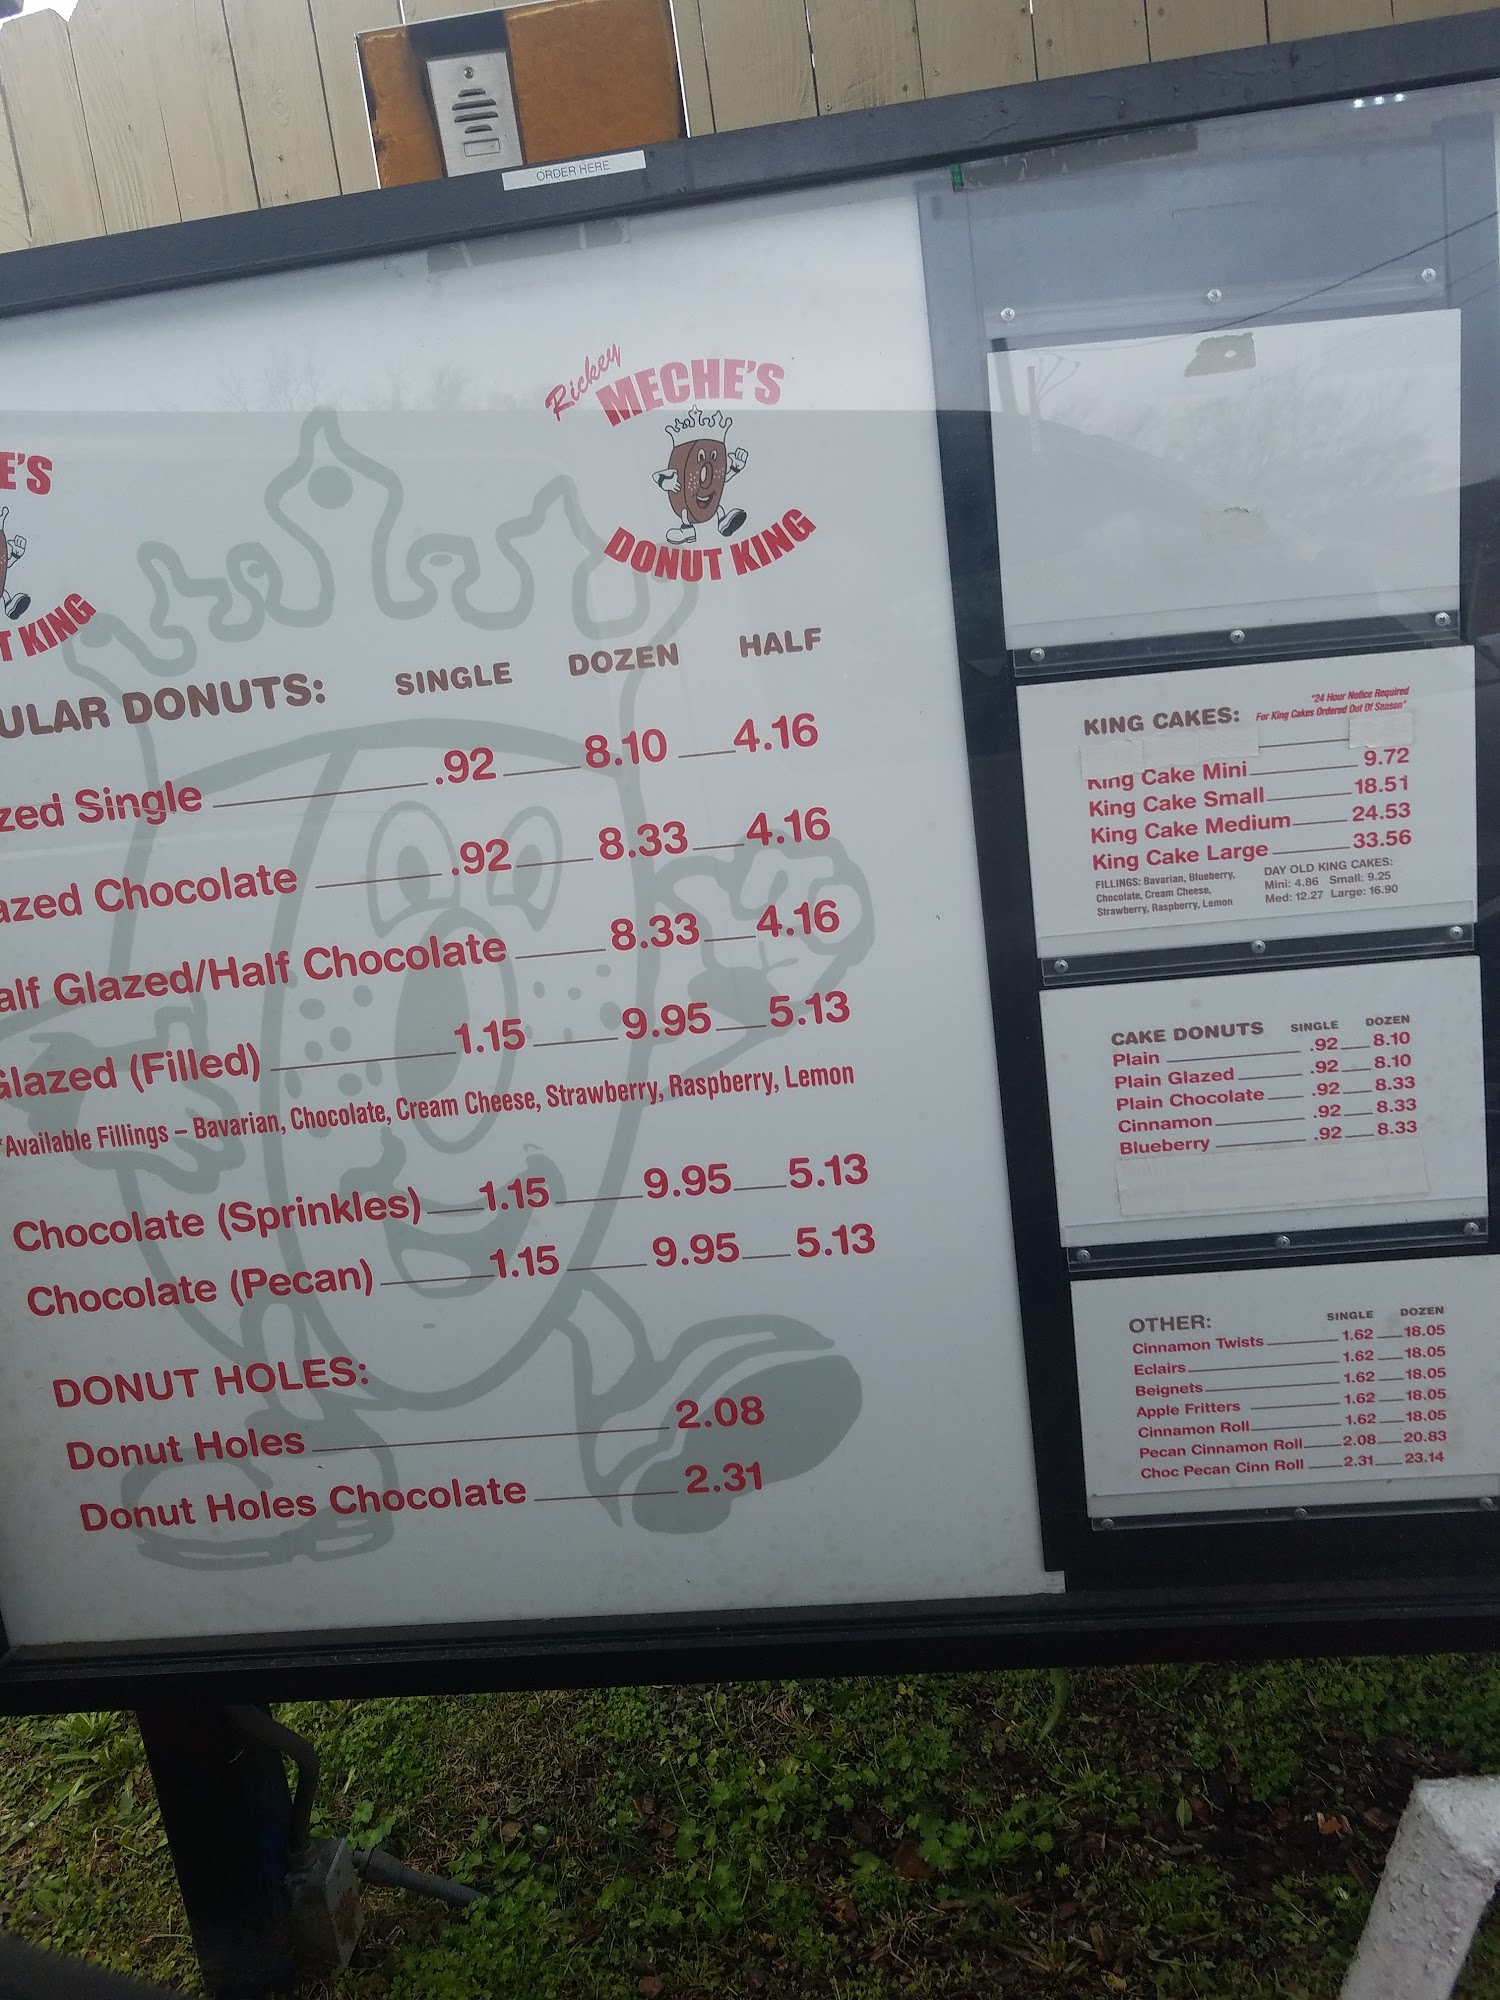 ORDER HERE
E'S
T KING
Rickey
MECHE'S
DONUT KING
ULAR DONUTS: SINGLE DOZEN HALF
zed Single .92 8.10 4.16
azed Chocolate .92 8.33 4.16
alf Glazed/Half Chocolate 8.33 4.16
Glazed (Filled) 1.15 9.95 5.13
*Available Fillings – Bavarian, Chocolate, Cream Cheese, Strawberry, Raspberry, Lemon
Chocolate (Sprinkles) 1.15 9.95 5.13
Chocolate (Pecan) 1.15 9.95 5.13
DONUT HOLES:
Donut Holes 2.08
Donut Holes Chocolate 2.31
KING CAKES: "24 Hour Notice Required
For King Cakes Ordered Out Of Season"
King Cake Mini 9.72
King Cake Small 18.51
King Cake Medium 24.53
King Cake Large 33.56
FILLINGS: Bavarian, Blueberry,
Chocolate, Cream Cheese,
Strawberry, Raspberry, Lemon
DAY OLD KING CAKES:
Mini: 4.86 Small: 9.25
Med: 12.27 Large: 16.90
CAKE DONUTS SINGLE DOZEN
Plain .92 8.10
Plain Glazed .92 8.10
Plain Chocolate .92 8.33
Cinnamon .92 8.33
Blueberry .92 8.33
OTHER: SINGLE DOZEN
Cinnamon Twists 1.62 18.05
Eclairs 1.62 18.05
Beignets 1.62 18.05
Apple Fritters 1.62 18.05
Cinnamon Roll 1.62 18.05
Pecan Cinnamon Roll 2.08 20.83
Choc Pecan Cinn Roll 2.31 23.14